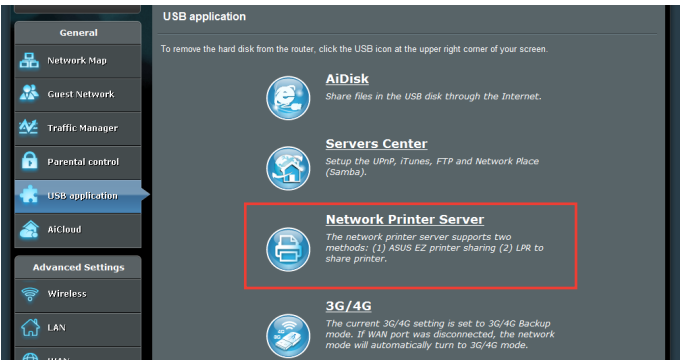 General
Network Map
Guest Network
Traffic Manager
Parental control
USB application
AiCloud
Advanced Settings
Wireless
LAN
WAN
USB application
To remove the hard disk from the router, click the USB icon at the upper right corner of your screen.
AiDisk
Share files in the USB disk through the Internet.
Servers Center
Setup the UPnP, iTunes, FTP and Network Place
(Samba).
Network Printer Server
The network printer server supports two
methods: (1) ASUS EZ printer sharing (2) LPR to
share printer.
3G/4G
The current 3G/4G setting is set to 3G/4G Backup
mode. If WAN port was disconnected, the network
mode will automatically turn to 3G/4G mode.